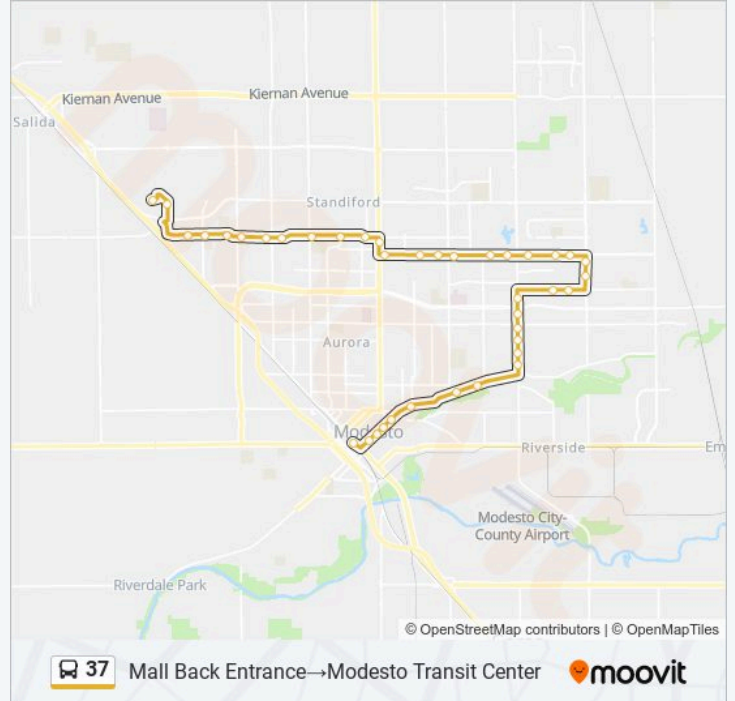 Kiernan Avenue
Kiernan Avenue
Salida
Standiford
Aurora
Modesto
Riverside
Em
Modesto City-
County Airport
Riverdale Park
© OpenStreetMap contributors | © OpenMapTiles
37
Mall Back Entrance→Modesto Transit Center
moovit